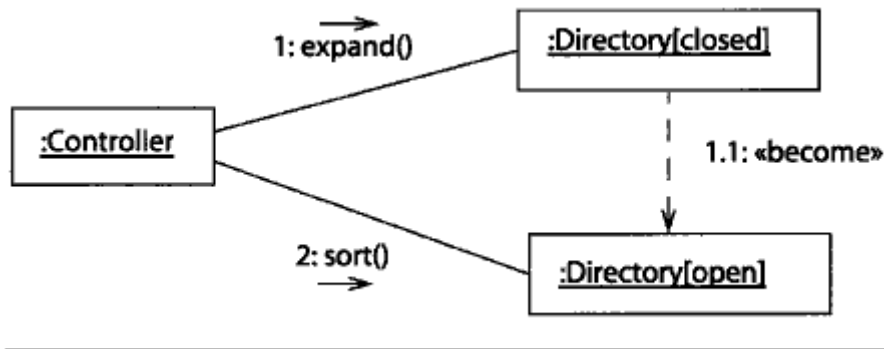 1: expand()
:Directory[closed]
:Controller
1.1: «become»
2: sort()
:Directory[open]